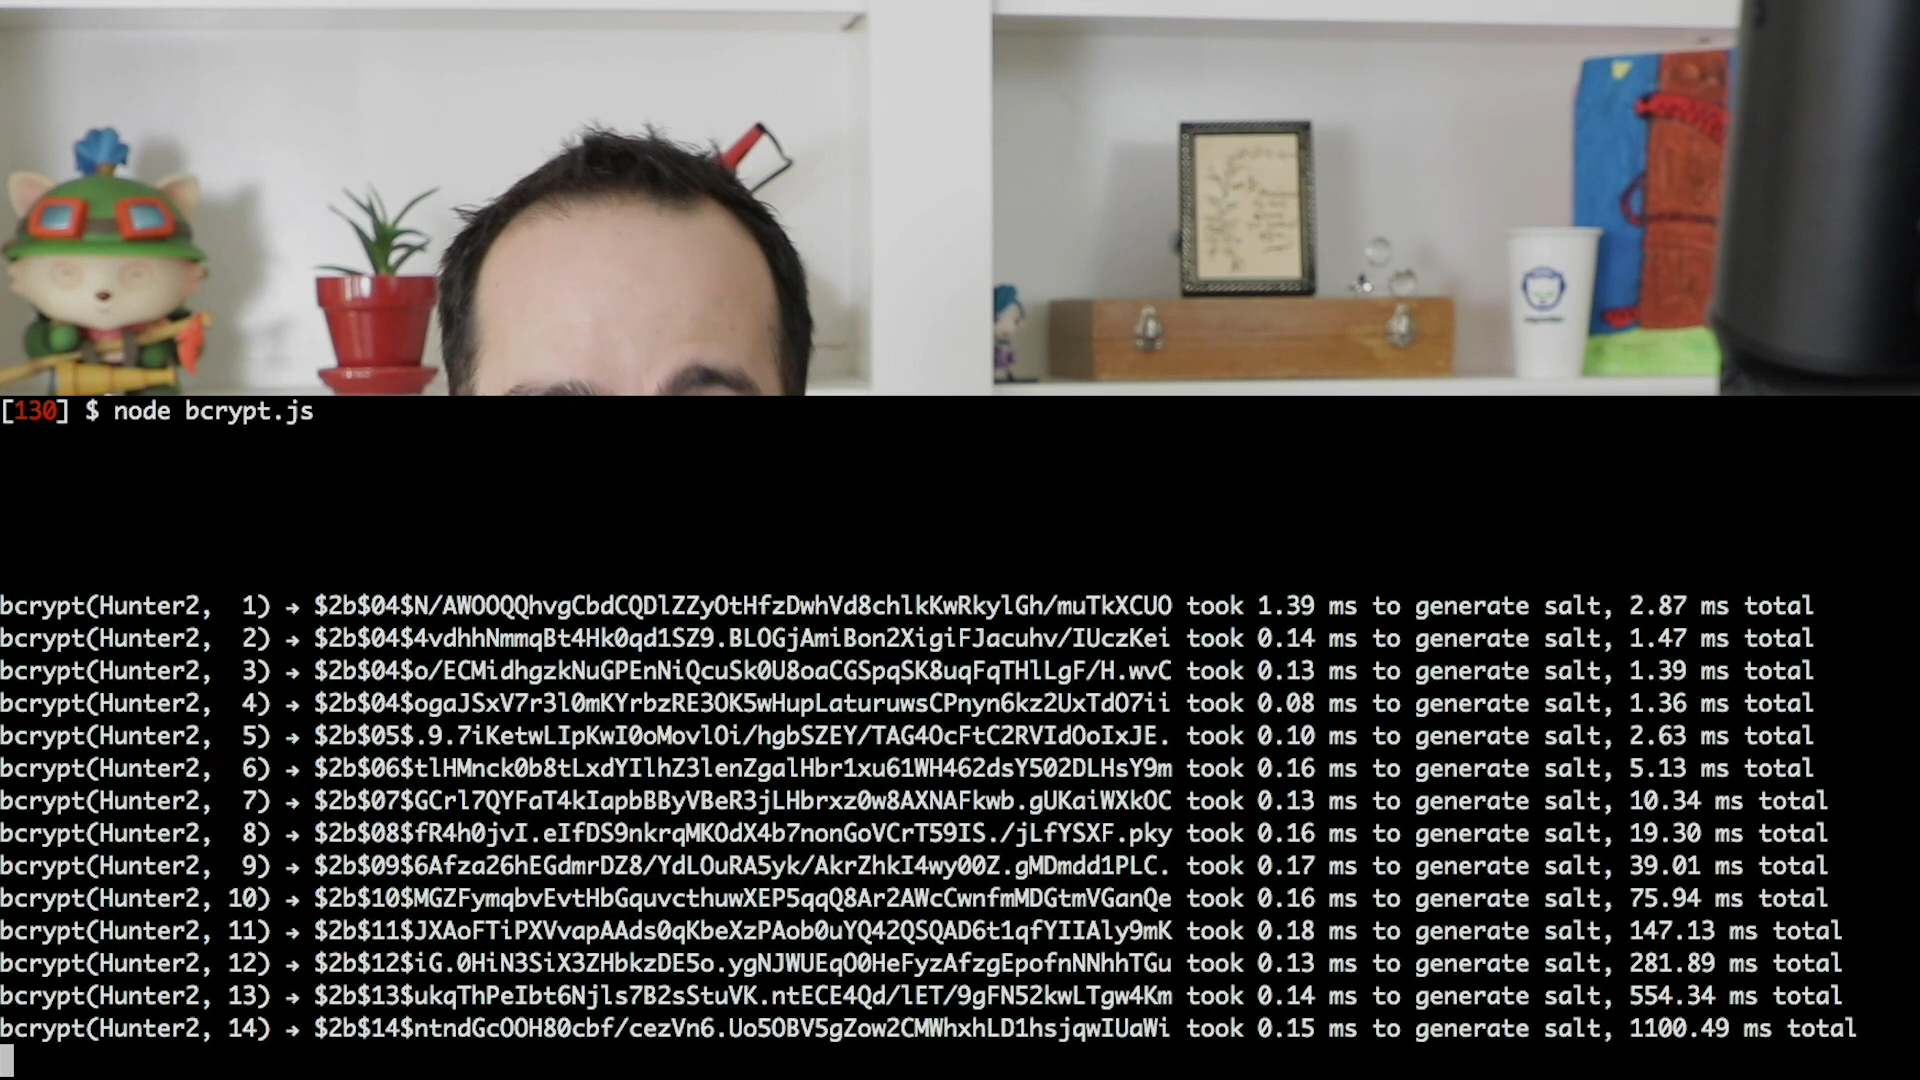 [130] $ node bcrypt.js
bcrypt(Hunter2,  1) → $2b$04$N/AWOOQQhvgCbdCQDlZZyOtHfzDwhVd8chlkKwRkylGh/muTkXCUO took 1.39 ms to generate salt, 2.87 ms total
bcrypt(Hunter2,  2) → $2b$04$4vdhhNmmqBt4Hk0qd1SZ9.BLOGjAmiBon2XigiFJacuhv/IUczKei took 0.14 ms to generate salt, 1.47 ms total
bcrypt(Hunter2,  3) → $2b$04$o/ECMidhgzkNuGPEnNiQcuSk0U8oaCGSpqSK8uqFqTHlLgF/H.wvC took 0.13 ms to generate salt, 1.39 ms total
bcrypt(Hunter2,  4) → $2b$04$ogaJSxV7r3l0mKYrbzRE3OK5wHupLaturuwsCPnyn6kz2UxTdO7ii took 0.08 ms to generate salt, 1.36 ms total
bcrypt(Hunter2,  5) → $2b$05$.9.7iKetwLIpKwI0oMovlOi/hgbSZEY/TAG4OcFtC2RVIdOoIxJE. took 0.10 ms to generate salt, 2.63 ms total
bcrypt(Hunter2,  6) → $2b$06$tlHMnck0b8tLxdYIlhZ3lenZgalHbr1xu61WH462dsY502DLHsY9m took 0.16 ms to generate salt, 5.13 ms total
bcrypt(Hunter2,  7) → $2b$07$GCrl7QYFaT4kIapbBByVBeR3jLHbrxz0w8AXNAFkwb.gUKaiWXkOC took 0.13 ms to generate salt, 10.34 ms total
bcrypt(Hunter2,  8) → $2b$08$fR4h0jvI.eIfDS9nkrqMKOdX4b7nonGoVCrT59IS./jLfYSXF.pky took 0.16 ms to generate salt, 19.30 ms total
bcrypt(Hunter2,  9) → $2b$09$6Afza26hEGdmrDZ8/YdLOuRA5yk/AkrZhkI4wy00Z.gMDmdd1PLC. took 0.17 ms to generate salt, 39.01 ms total
bcrypt(Hunter2, 10) → $2b$10$MGZFymqbvEvtHbGquvcthuwXEP5qqQ8Ar2AWcCwnfmMDGtmVGanQe took 0.16 ms to generate salt, 75.94 ms total
bcrypt(Hunter2, 11) → $2b$11$JXAoFTiPXVvapAAds0qKbeXzPAob0uYQ42QSQAD6t1qfYIIAly9mK took 0.18 ms to generate salt, 147.13 ms total
bcrypt(Hunter2, 12) → $2b$12$iG.0HiN3SiX3ZHbkzDE5o.ygNJWUEqO0HeFyzAfzgEpofnNNhhTGu took 0.13 ms to generate salt, 281.89 ms total
bcrypt(Hunter2, 13) → $2b$13$ukqThPeIbt6Njls7B2sStuVK.ntECE4Qd/lET/9gFN52kwLTgw4Km took 0.14 ms to generate salt, 554.34 ms total
bcrypt(Hunter2, 14) → $2b$14$ntndGcOOH80cbf/cezVn6.Uo5OBV5gZow2CMWhxhLD1hsjqwIUaWi took 0.15 ms to generate salt, 1100.49 ms total